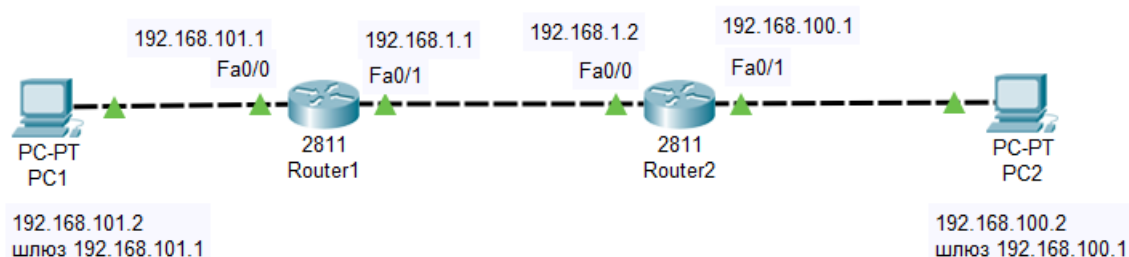 192.168.101.1
Fa0/0
192.168.1.1
Fa0/1
192.168.1.2
Fa0/0
192.168.100.1
Fa0/1
PC-PT
PC1
2811
Router1
2811
Router2
PC-PT
PC2
192.168.101.2
шлюз 192.168.101.1
192.168.100.2
шлюз 192.168.100.1